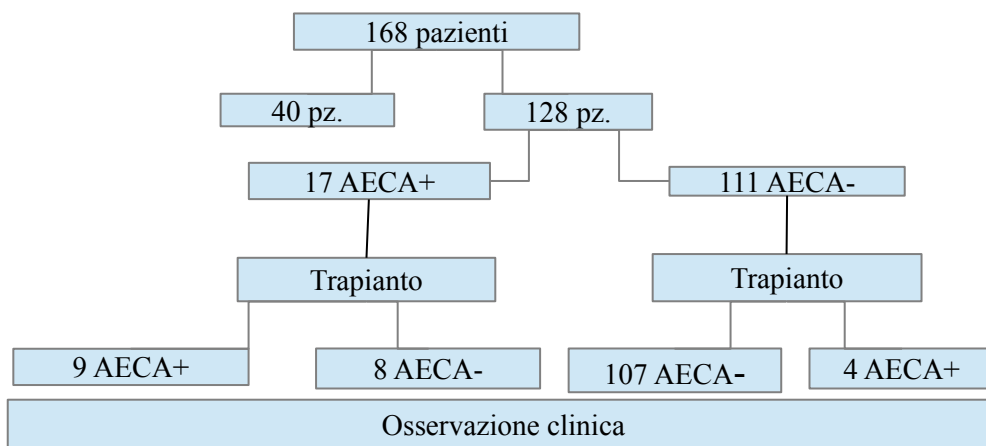 168 pazienti
40 pz.
128 pz.
17 AECA+
111 AECA-
Trapianto
Trapianto
9 AECA+
8 AECA-
107 AECA-
4 AECA+
Osservazione clinica